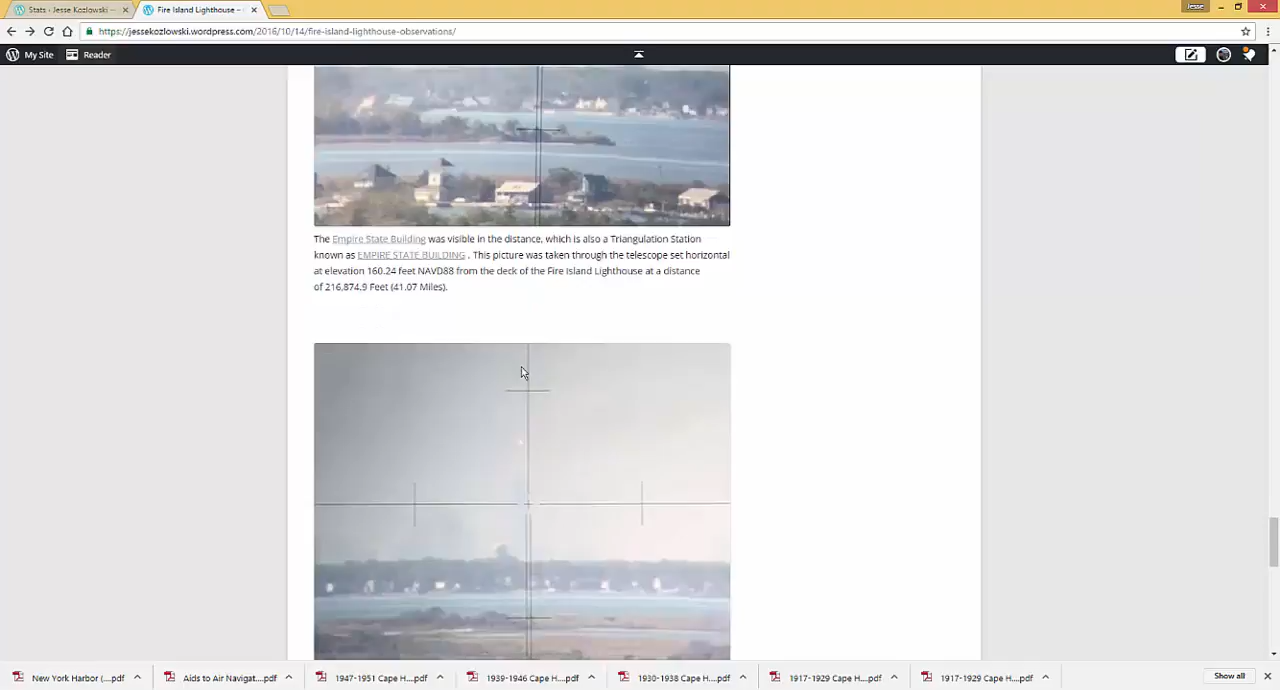 Stats ‹ Jesse Kozlowski —
Fire Island Lighthouse –
Jesse
https://jessekozlowski.wordpress.com/2016/10/14/fire-island-lighthouse-observations/
My Site
Reader
The Empire State Building was visible in the distance, which is also a Triangulation Station
known as EMPIRE STATE BUILDING . This picture was taken through the telescope set horizontal
at elevation 160.24 feet NAVD88 from the deck of the Fire Island Lighthouse at a distance
of 216,874.9 Feet (41.07 Miles).
New York Harbor (....pdf
Aids to Air Navigat....pdf
1947-1951 Cape H....pdf
1939-1946 Cape H....pdf
1930-1938 Cape H....pdf
1917-1929 Cape H....pdf
1917-1929 Cape H....pdf
Show all